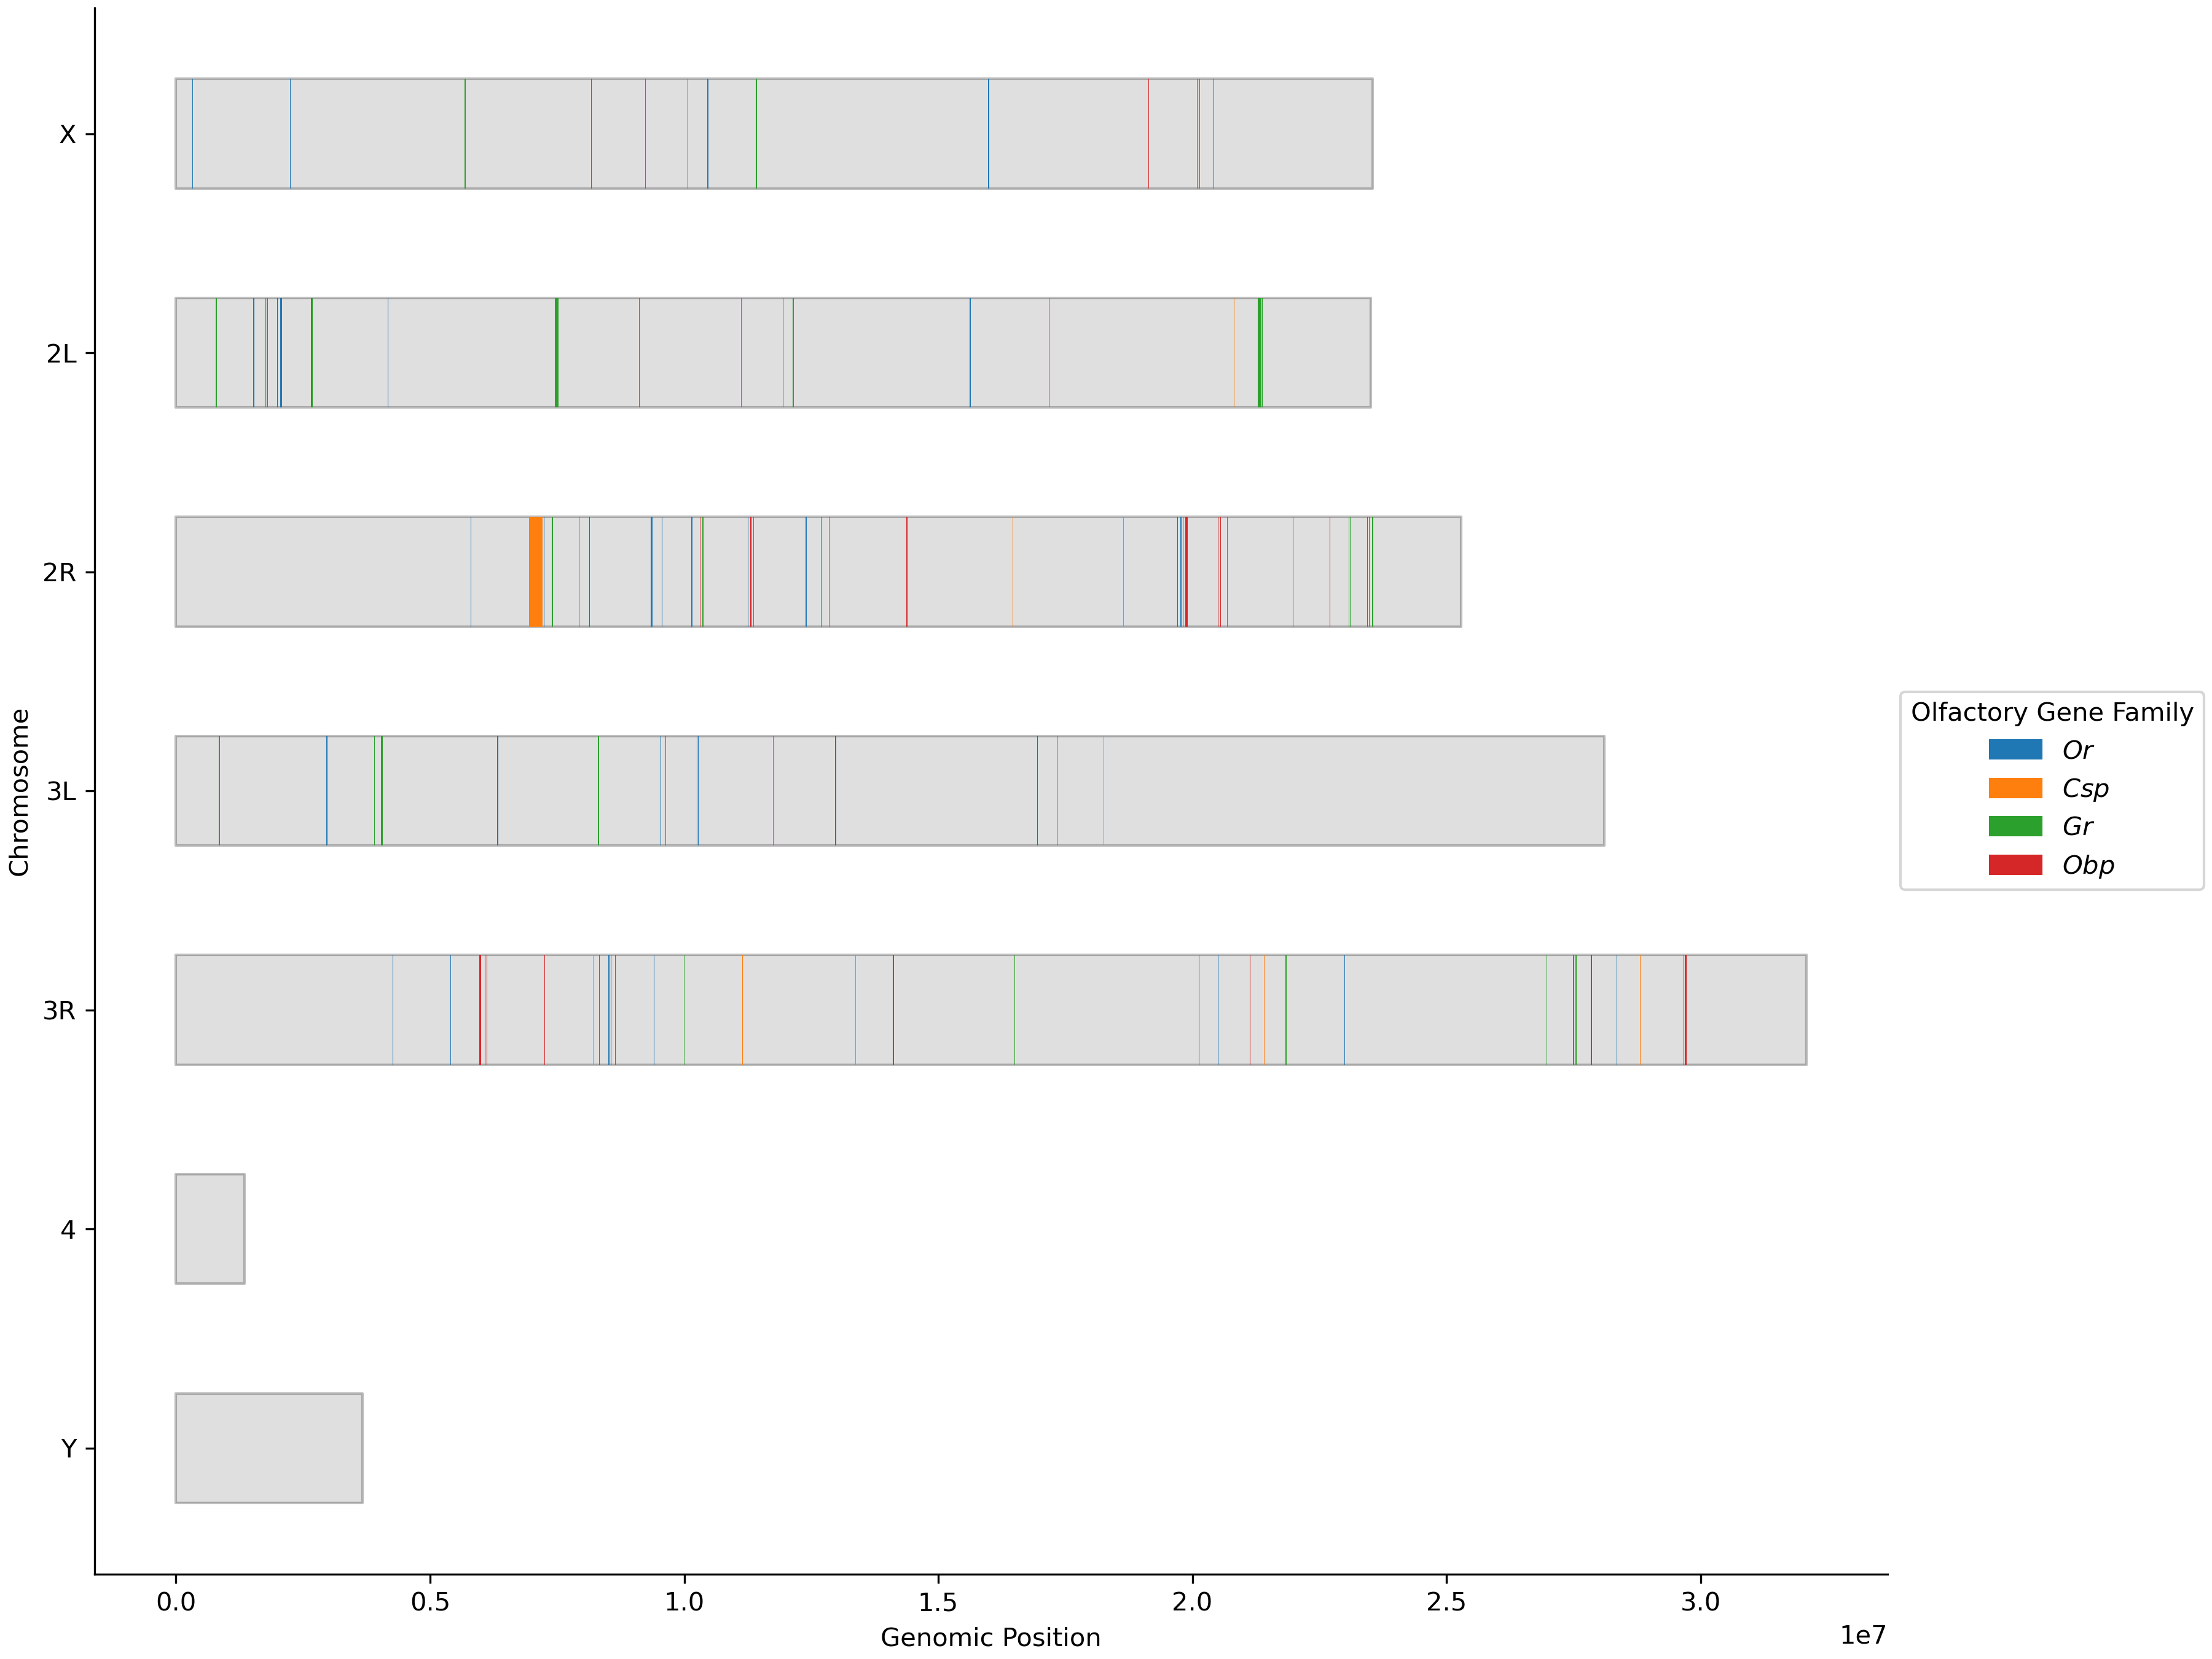 X
2L
2R
3L
3R
4
Y
Chromosome
0.0 0.5 1.0 1.5 2.0 2.5 3.0
1e7
Genomic Position
Olfactory Gene Family
Or
Csp
Gr
Obp